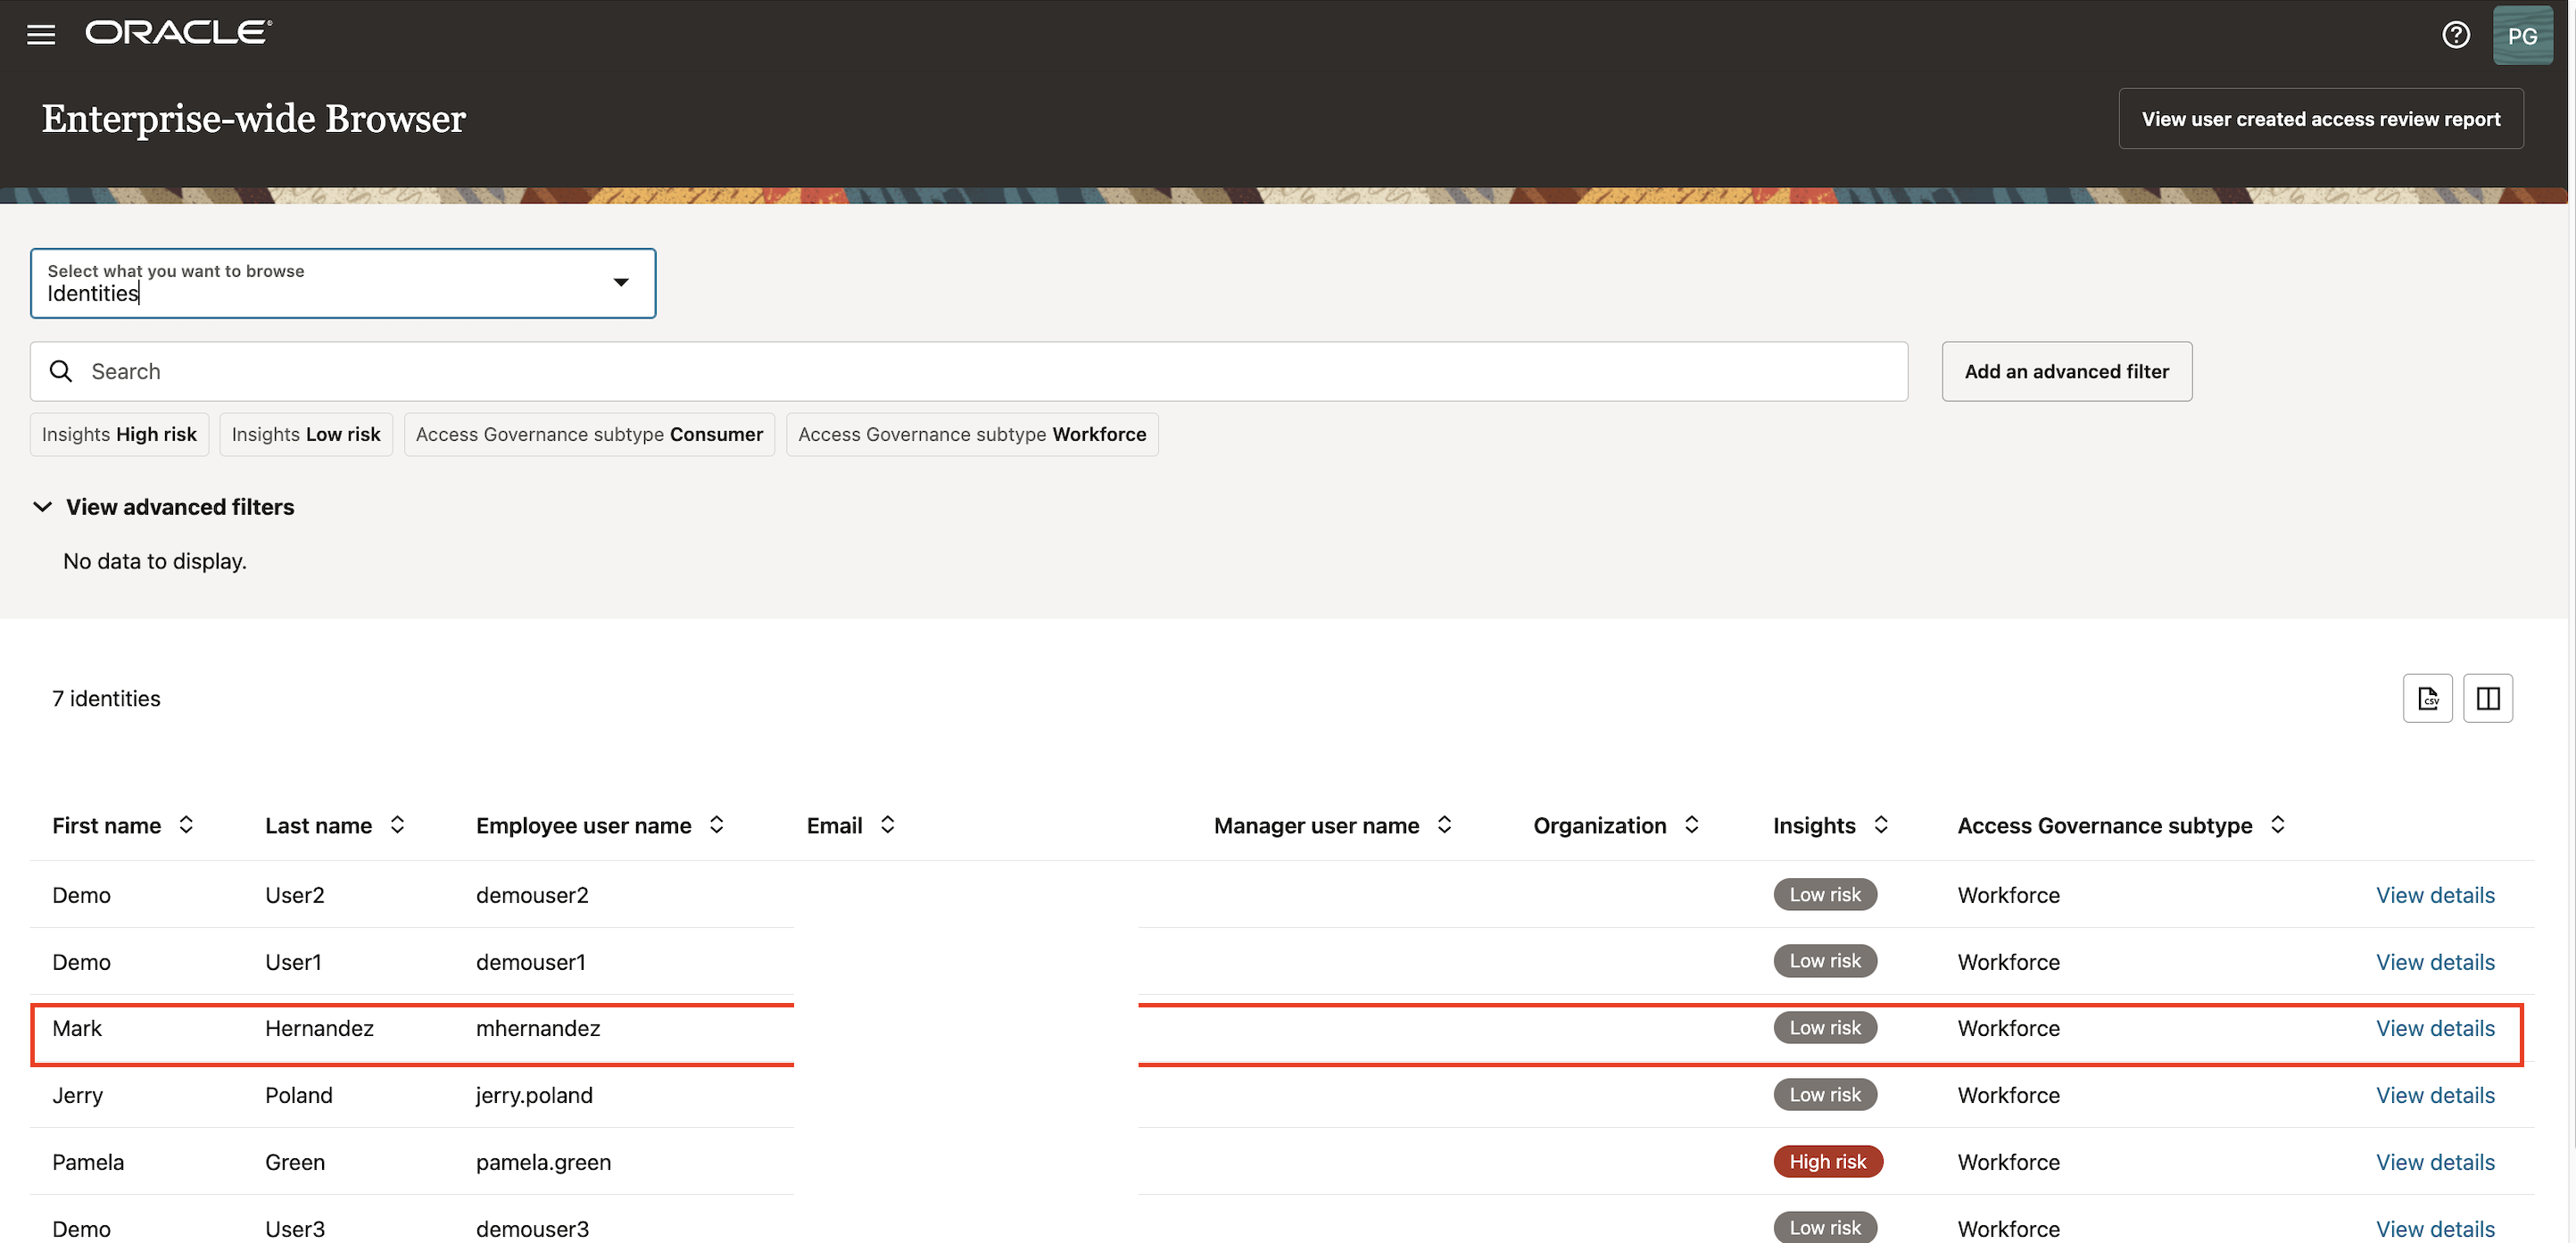 ORACLE
PG
Enterprise-wide Browser
View user created access review report
Select what you want to browse
Identities
Search
Add an advanced filter
Insights High risk
Insights Low risk
Access Governance subtype Consumer
Access Governance subtype Workforce
View advanced filters
No data to display.
7 identities
CSV
First name Last name Employee user name Email Manager user name Organization Insights Access Governance subtype
Demo User2 demouser2 Low risk Workforce View details
Demo User1 demouser1 Low risk Workforce View details
Mark Hernandez mhernandez Low risk Workforce View details
Jerry Poland jerry.poland Low risk Workforce View details
Pamela Green pamela.green High risk Workforce View details
Demo User3 demouser3 Low risk Workforce View details